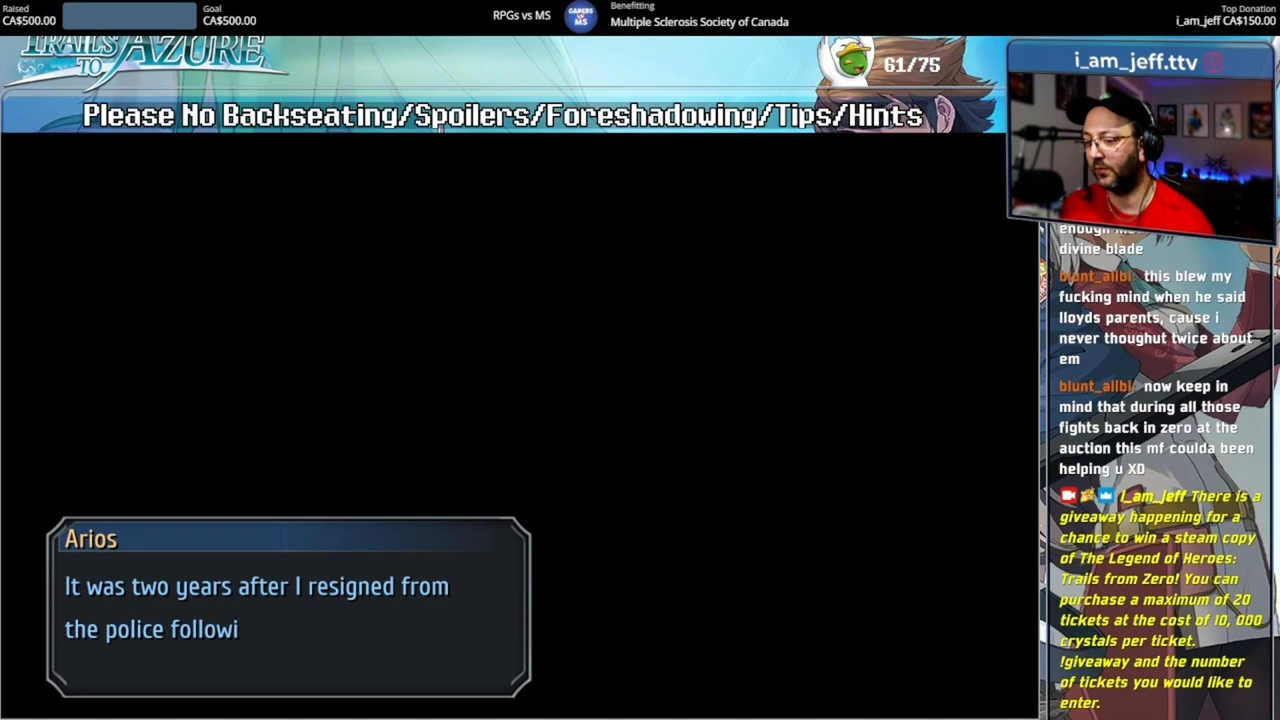 Raised
CA$500.00
Goal
CA$500.00
RPGs vs MS
GAMERS
VS
MS
Benefitting
Multiple Sclerosis Society of Canada
Top Donation
i_am_jeff CA$150.00
TRAILS
TO AZURE
61/75
i_am_jeff.ttv
Please No Backseating/Spoilers/Foreshadowing/Tips/Hints
enough
divine blade
blunt_allbl this blew my
fucking mind when he said
lloyds parents, cause i
never thoughut twice about
em
blunt_allbl now keep in
mind that during all those
fights back in zero at the
auction this mf coulda been
helping u XD
i_am_jeff There is a
giveaway happening for a
chance to win a steam copy
of The Legend of Heroes:
Trails from Zero! You can
purchase a maximum of 20
tickets at the cost of 10, 000
crystals per ticket.
!giveaway and the number
of tickets you would like to
enter.
Arios
It was two years after I resigned from
the police followi